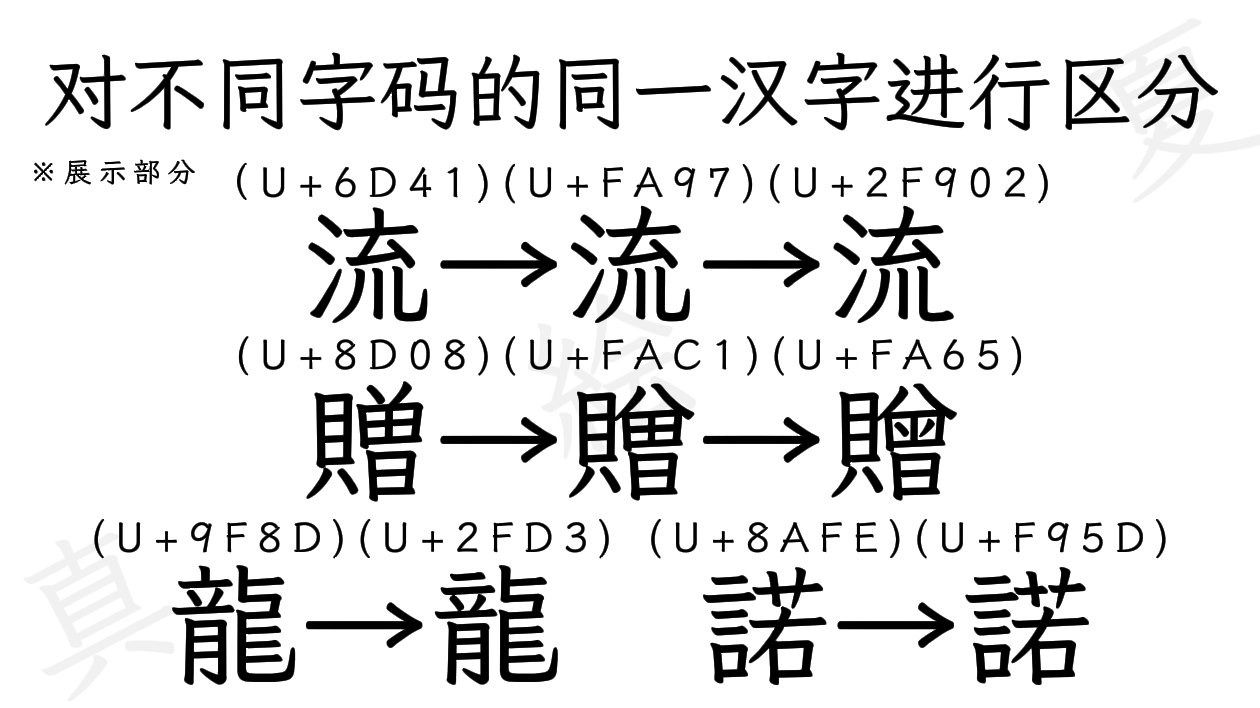 对不同字码的同一汉字进行区分
※展示部分 (U+6D41)(U+FA97)(U+2F902)
流→流→流
(U+8D08)(U+FAC1)(U+FA65)
贈→贈→贈
(U+9F8D)(U+2FD3) (U+8AFE)(U+F95D)
龍→⿓ 諾→諾
真
夏